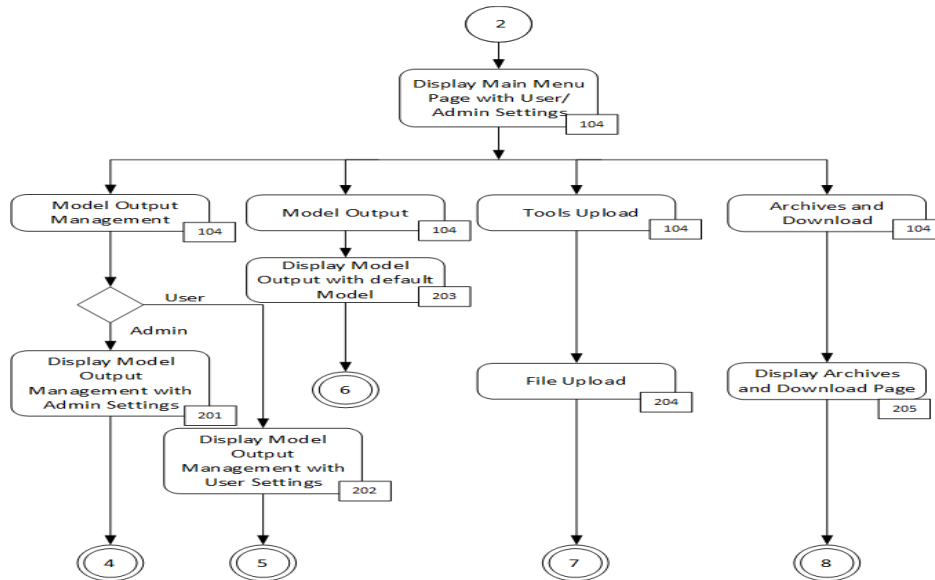 2
Display Main Menu
Page with User/
Admin Settings
104
Model Output
Management
104
Model Output
104
Tools Upload
104
Archives and
Download
104
User
Admin
Display Model
Output with default
Model
203
Display Model
Output
Management with
Admin Settings
201
6
File Upload
204
Display Archives
and Download Page
205
Display Model
Output
Management with
User Settings
202
4
5
7
8